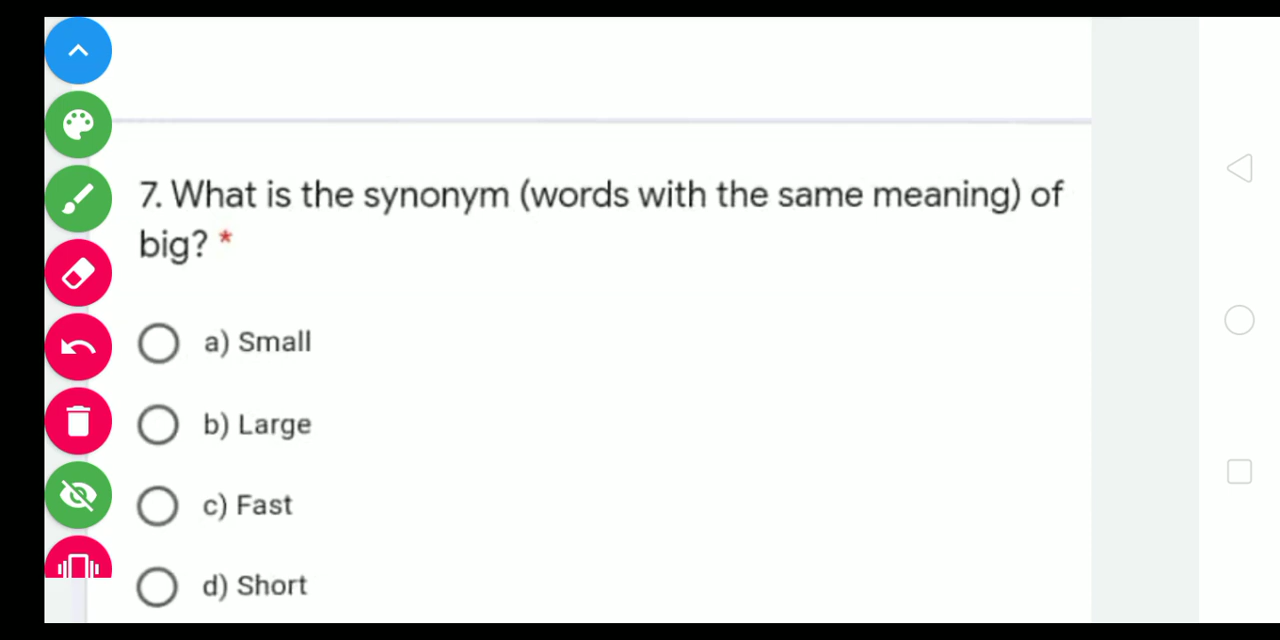 7. What is the synonym (words with the same meaning) of
big? *
a) Small
b) Large
c) Fast
d) Short